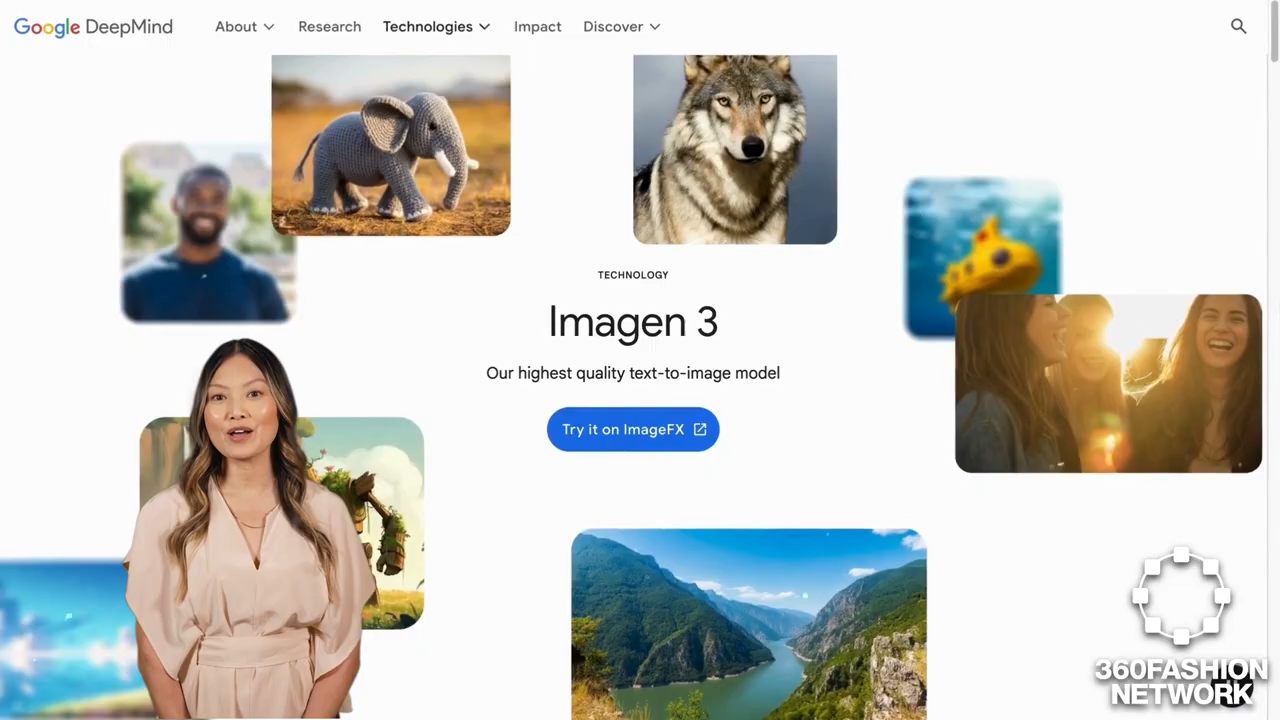 Google DeepMind
About
Research
Technologies
Impact
Discover
TECHNOLOGY
Imagen 3
Our highest quality text-to-image model
Try it on ImageFX
360FASHION
NETWORK